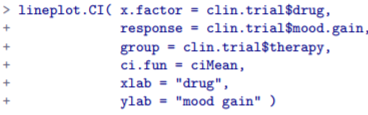 > lineplot.CI( x.factor = clin.trial$drug,
+ response = clin.trial$mood.gain,
+ group = clin.trial$therapy,
+ ci.fun = ciMean,
+ xlab = "drug",
+ ylab = "mood gain" )